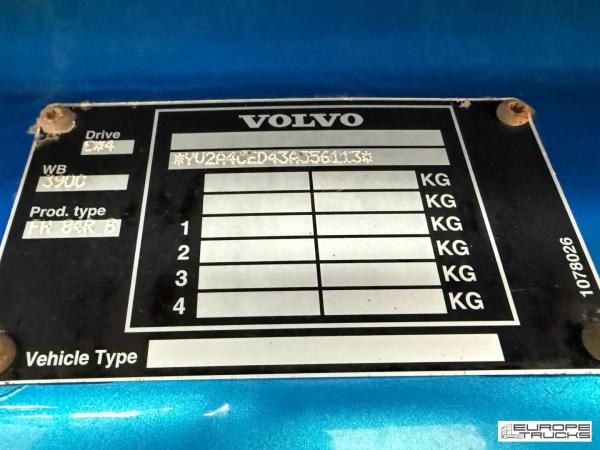 VOLVO
Drive
*4
WB
3900
Prod. type
KG
KG
1 KG
2 KG
3 KG
4 KG
Vehicle Type
1078026
EUROPE
TRUCKS